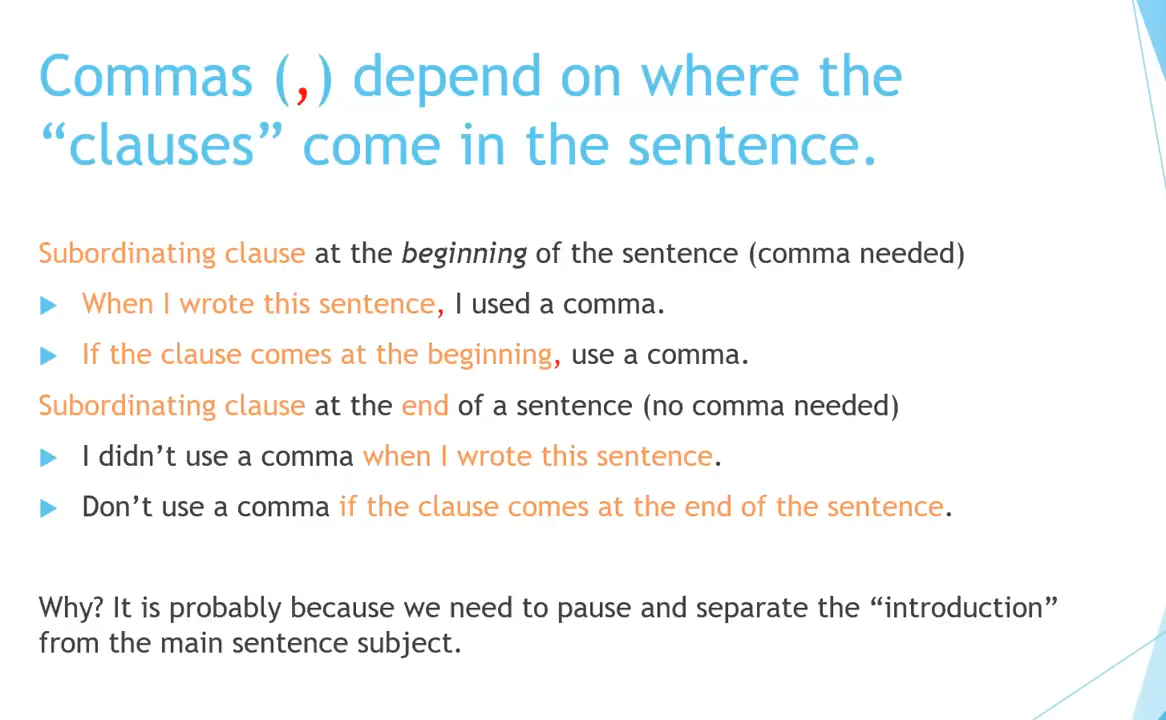 Commas (,) depend on where the
“clauses” come in the sentence.
Subordinating clause at the beginning of the sentence (comma needed)
When I wrote this sentence, I used a comma.
If the clause comes at the beginning, use a comma.
Subordinating clause at the end of a sentence (no comma needed)
I didn’t use a comma when I wrote this sentence.
Don’t use a comma if the clause comes at the end of the sentence.
Why? It is probably because we need to pause and separate the “introduction”
from the main sentence subject.